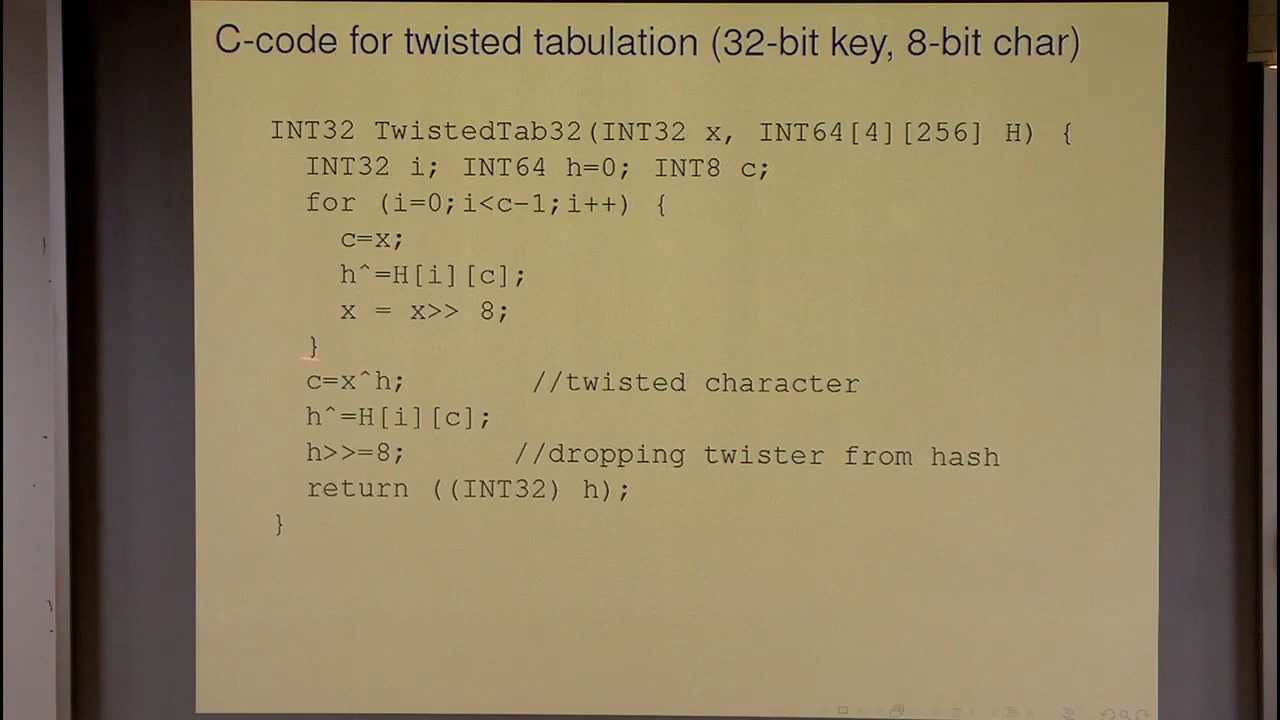 C-code for twisted tabulation (32-bit key, 8-bit char)
INT32 TwistedTab32(INT32 x, INT64[4][256] H) {
INT32 i; INT64 h=0; INT8 c;
for (i=0;i<c-1;i++) {
c=x;
h^=H[i][c];
x = x>> 8;
}
c=x^h; //twisted character
h^=H[i][c];
h>>=8; //dropping twister from hash
return ((INT32) h);
}